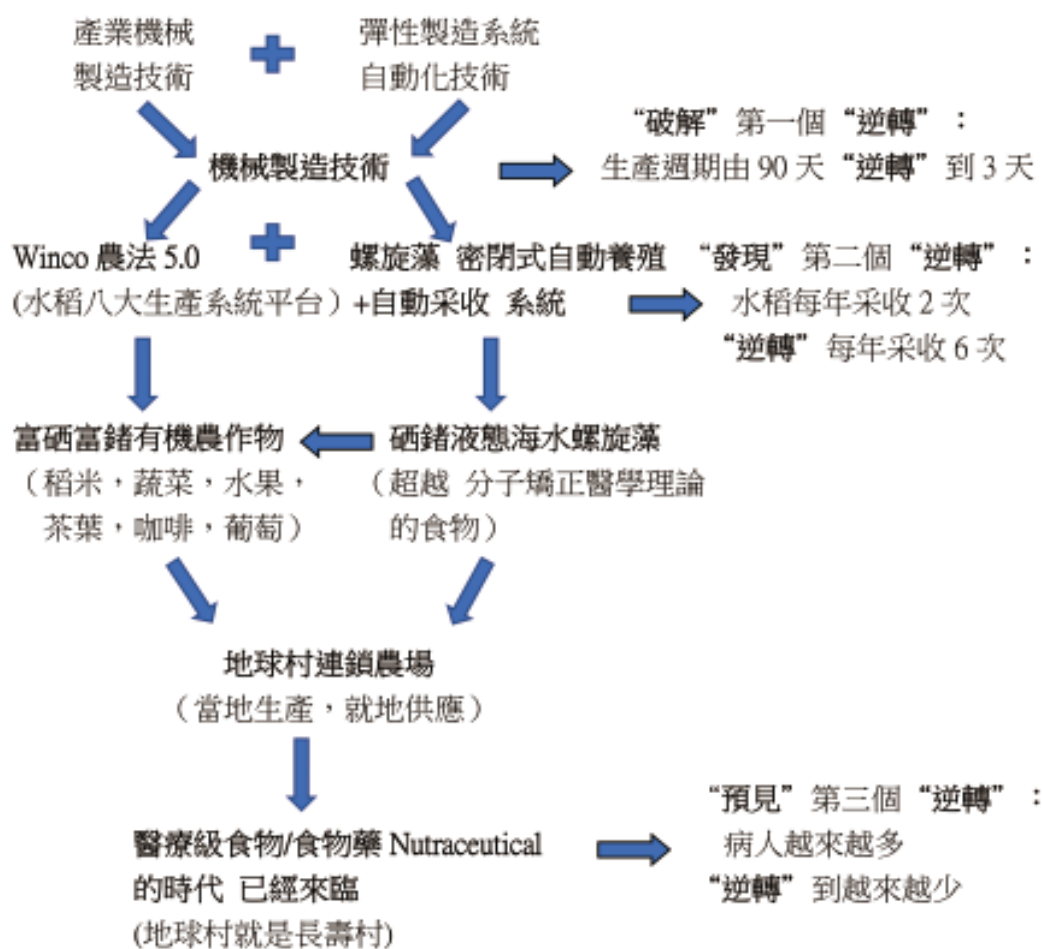 產業機械
製造技術
彈性製造系統
自動化技術
機械製造技術
“破解”第一個“逆轉”：
生產週期由 90 天“逆轉”到 3 天
Winco 農法 5.0
(水稻八大生產系統平台)
螺旋藻 密閉式自動養殖
+自動采收 系統
“發現”第二個“逆轉”：
水稻每年采收 2 次
“逆轉”每年采收 6 次
富硒富鍺有機農作物
（稻米，蔬菜，水果，
茶葉，咖啡，葡萄）
硒鍺液態海水螺旋藻
（超越 分子矯正醫學理論
的食物）
地球村連鎖農場
（當地生產，就地供應）
醫療級食物/食物藥 Nutraceutical
的時代 已經來臨
(地球村就是長壽村)
“預見”第三個“逆轉”：
病人越來越多
“逆轉”到越來越少